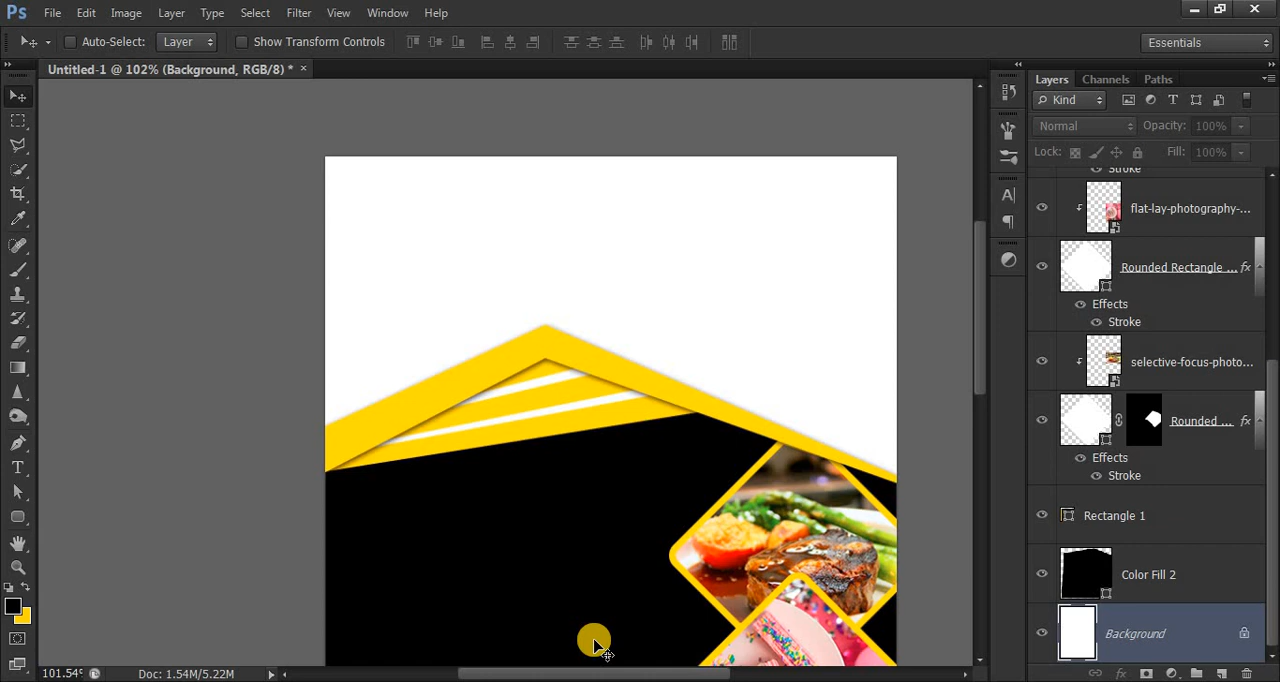 Ps File Edit Image Layer Type Select Filter View Window Help
Auto-Select: Layer Show Transform Controls Essentials
Untitled-1 @ 102% (Background, RGB/8) * ×
Layers Channels Paths
Kind
Normal Opacity: 100%
Lock: Fill: 100%
Stroke
flat-lay-photography-...
Rounded Rectangle ... fx
Effects
Stroke
selective-focus-photo...
Rounded ... fx
Effects
Stroke
Rectangle 1
Color Fill 2
Background
101.54% Doc: 1.54M/5.22M